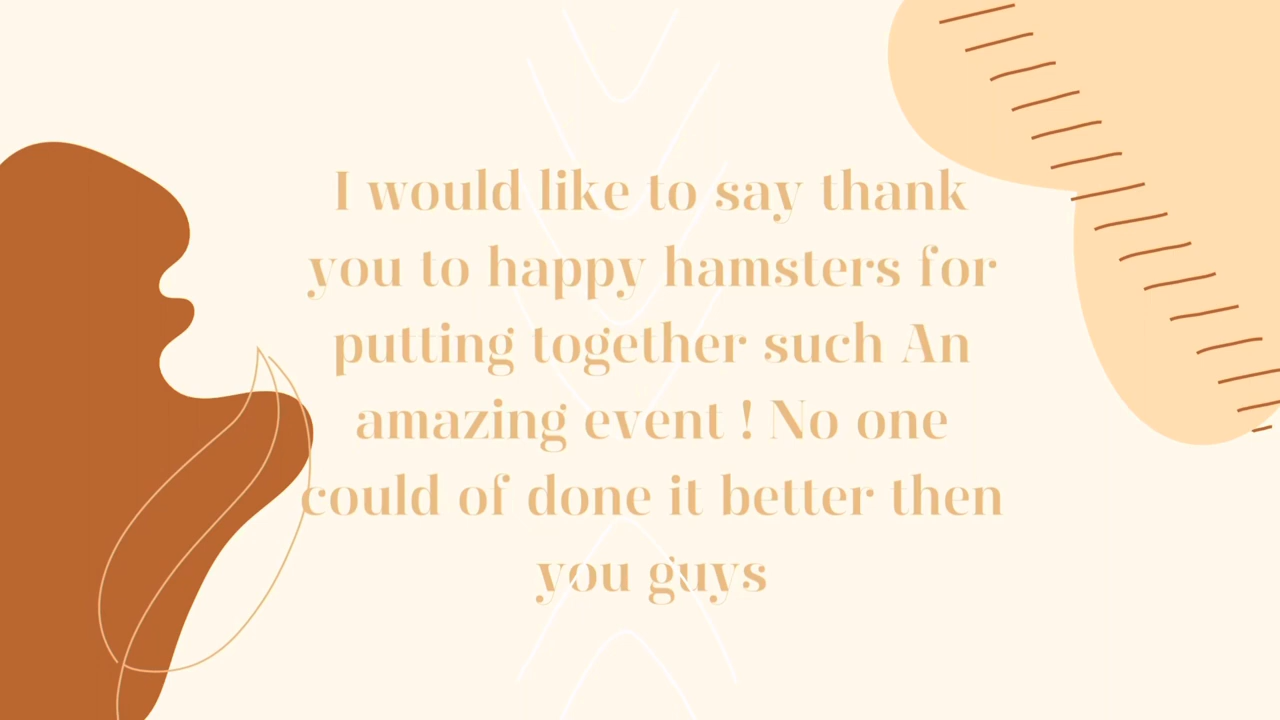 I would like to say thank
you to happy hamsters for
putting together such An
amazing event ! No one
could of done it better then
you guys